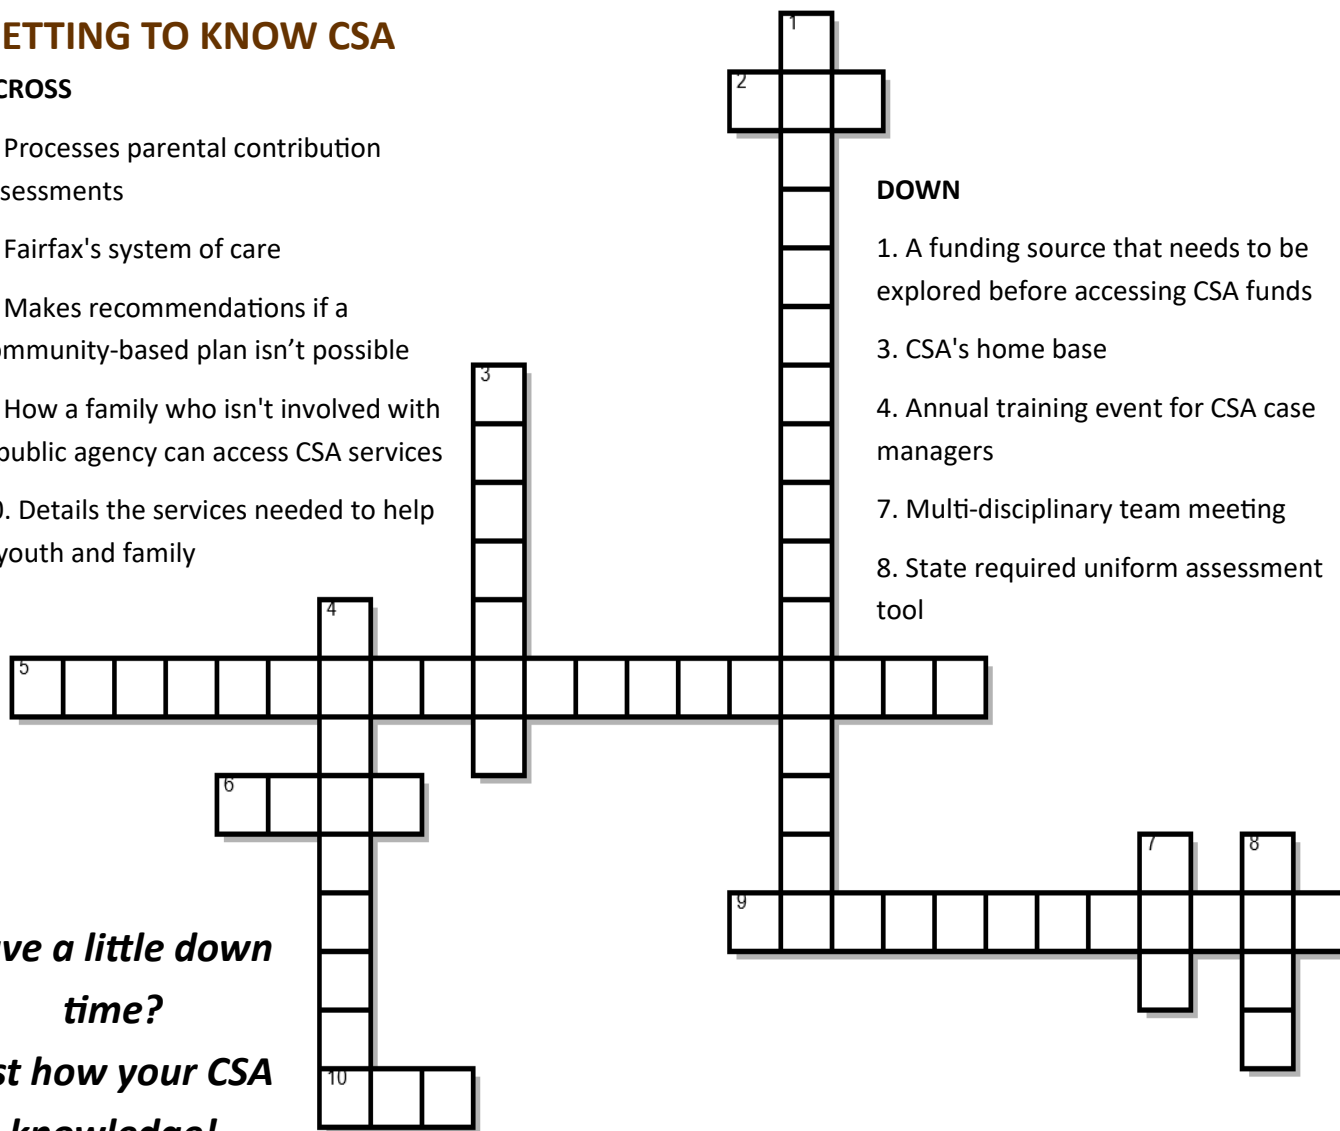 ETTING TO KNOW CSA
CROSS
Processes parental contribution
sessments
Fairfax's system of care
Makes recommendations if a
ommunity-based plan isn’t possible
How a family who isn't involved with
public agency can access CSA services
0. Details the services needed to help
youth and family
DOWN
1. A funding source that needs to be
explored before accessing CSA funds
3. CSA's home base
4. Annual training event for CSA case
managers
7. Multi-disciplinary team meeting
8. State required uniform assessment
tool
1
2
3
4
5
6
7
8
9
10
ve a little down
time?
st how your CSA
knowledge!